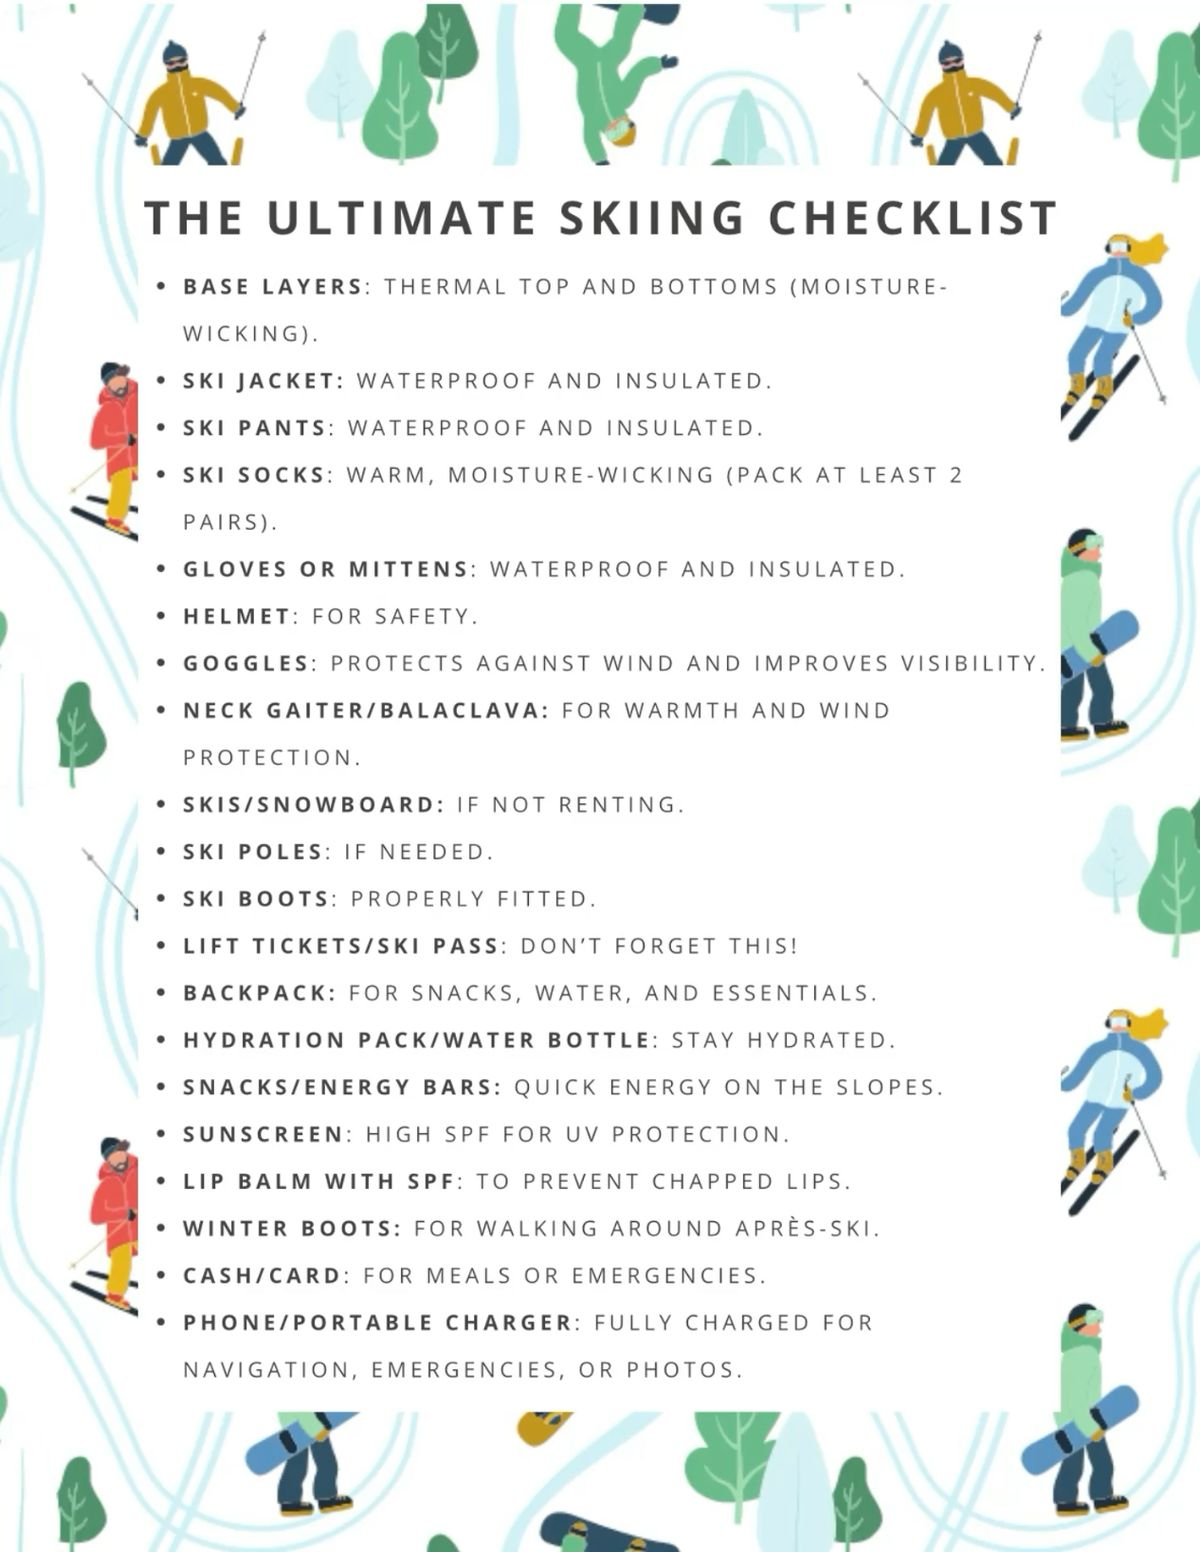 THE ULTIMATE SKIING CHECKLIST
• BASE LAYERS: THERMAL TOP AND BOTTOMS (MOISTURE-
WICKING).
• SKI JACKET: WATERPROOF AND INSULATED.
• SKI PANTS: WATERPROOF AND INSULATED.
• SKI SOCKS: WARM, MOISTURE-WICKING (PACK AT LEAST 2
PAIRS).
• GLOVES OR MITTENS: WATERPROOF AND INSULATED.
• HELMET: FOR SAFETY.
• GOGGLES: PROTECTS AGAINST WIND AND IMPROVES VISIBILITY.
• NECK GAITER/BALACLAVA: FOR WARMTH AND WIND
PROTECTION.
• SKIS/SNOWBOARD: IF NOT RENTING.
• SKI POLES: IF NEEDED.
• SKI BOOTS: PROPERLY FITTED.
• LIFT TICKETS/SKI PASS: DON’T FORGET THIS!
• BACKPACK: FOR SNACKS, WATER, AND ESSENTIALS.
• HYDRATION PACK/WATER BOTTLE: STAY HYDRATED.
• SNACKS/ENERGY BARS: QUICK ENERGY ON THE SLOPES.
• SUNSCREEN: HIGH SPF FOR UV PROTECTION.
• LIP BALM WITH SPF: TO PREVENT CHAPPED LIPS.
• WINTER BOOTS: FOR WALKING AROUND APRÈS-SKI.
• CASH/CARD: FOR MEALS OR EMERGENCIES.
• PHONE/PORTABLE CHARGER: FULLY CHARGED FOR
NAVIGATION, EMERGENCIES, OR PHOTOS.